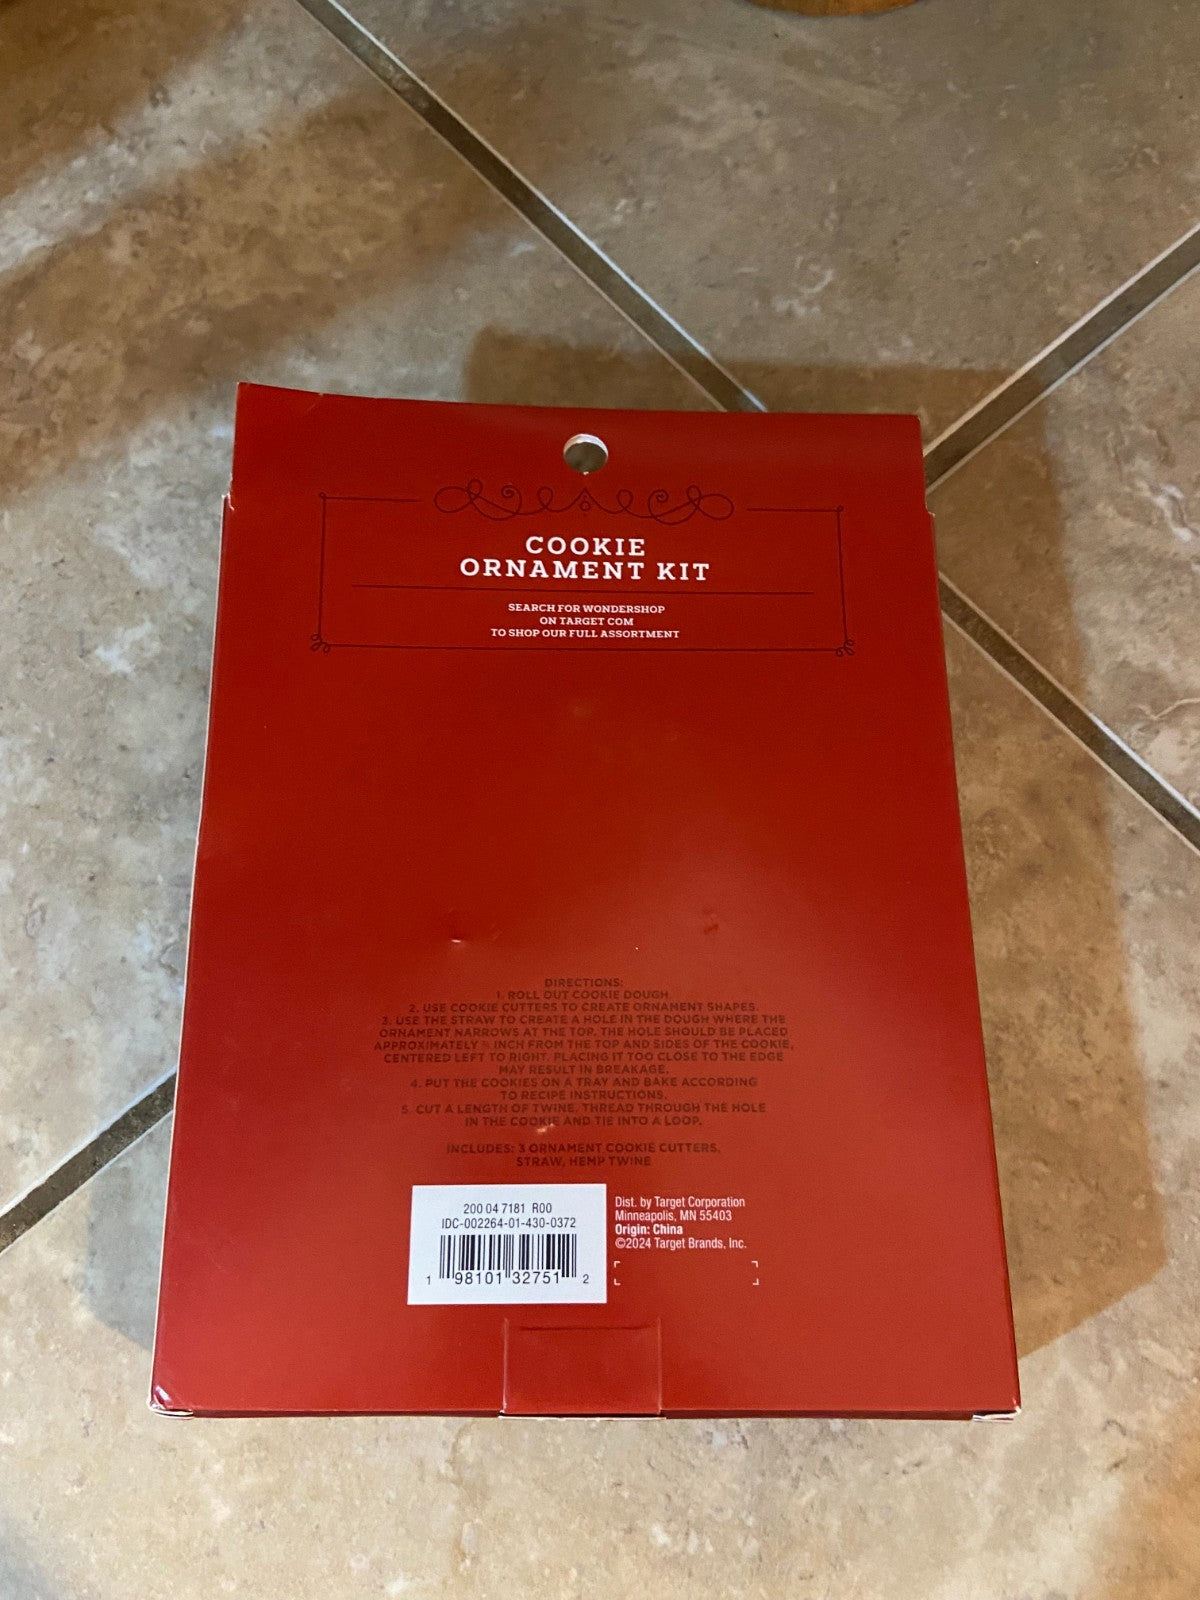 COOKIE
ORNAMENT KIT
SEARCH FOR WONDERSHOP
ON TARGET COM
TO SHOP OUR FULL ASSORTMENT
DIRECTIONS:
1. ROLL OUT COOKIE DOUGH
2. USE COOKIE CUTTERS TO CREATE ORNAMENT SHAPES.
3. USE THE STRAW TO CREATE A HOLE IN THE DOUGH WHERE THE
ORNAMENT NARROWS AT THE TOP. THE HOLE SHOULD BE PLACED
APPROXIMATELY INCH FROM THE TOP AND SIDES OF THE COOKIE,
CENTERED LEFT TO RIGHT. PLACING IT TOO CLOSE TO THE EDGE
MAY RESULT IN BREAKAGE.
4. PUT THE COOKIES ON A TRAY AND BAKE ACCORDING
TO RECIPE INSTRUCTIONS.
5. CUT A LENGTH OF TWINE, THREAD THROUGH THE HOLE
IN THE COOKIE AND TIE INTO A LOOP.
INCLUDES: 3 ORNAMENT COOKIE CUTTERS,
STRAW, HEMP TWINE
200 04 7181 R00
IDC-002264-01-430-0372
1 98101 32751 2
Dist. by Target Corporation
Minneapolis, MN 55403
Origin: China
©2024 Target Brands, Inc.